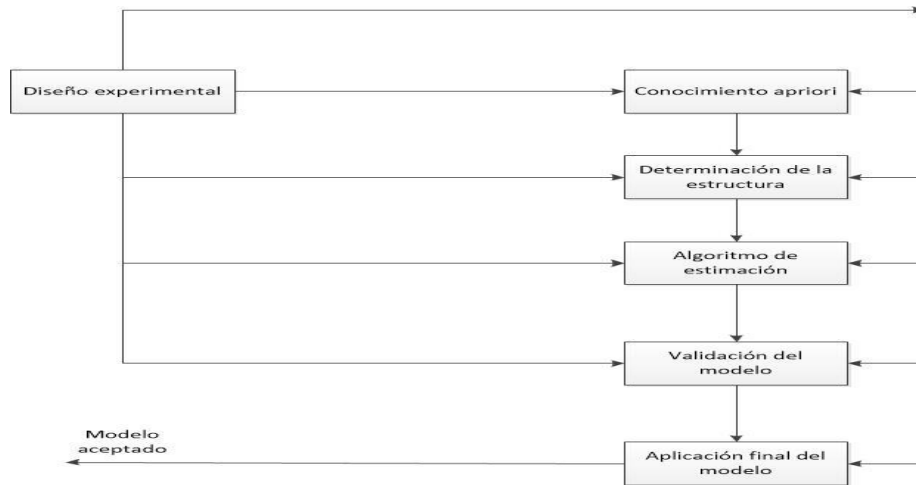 Diseño experimental
Conocimiento apriori
Determinación de la
estructura
Algoritmo de
estimación
Validación del
modelo
Modelo
aceptado
Aplicación final del
modelo